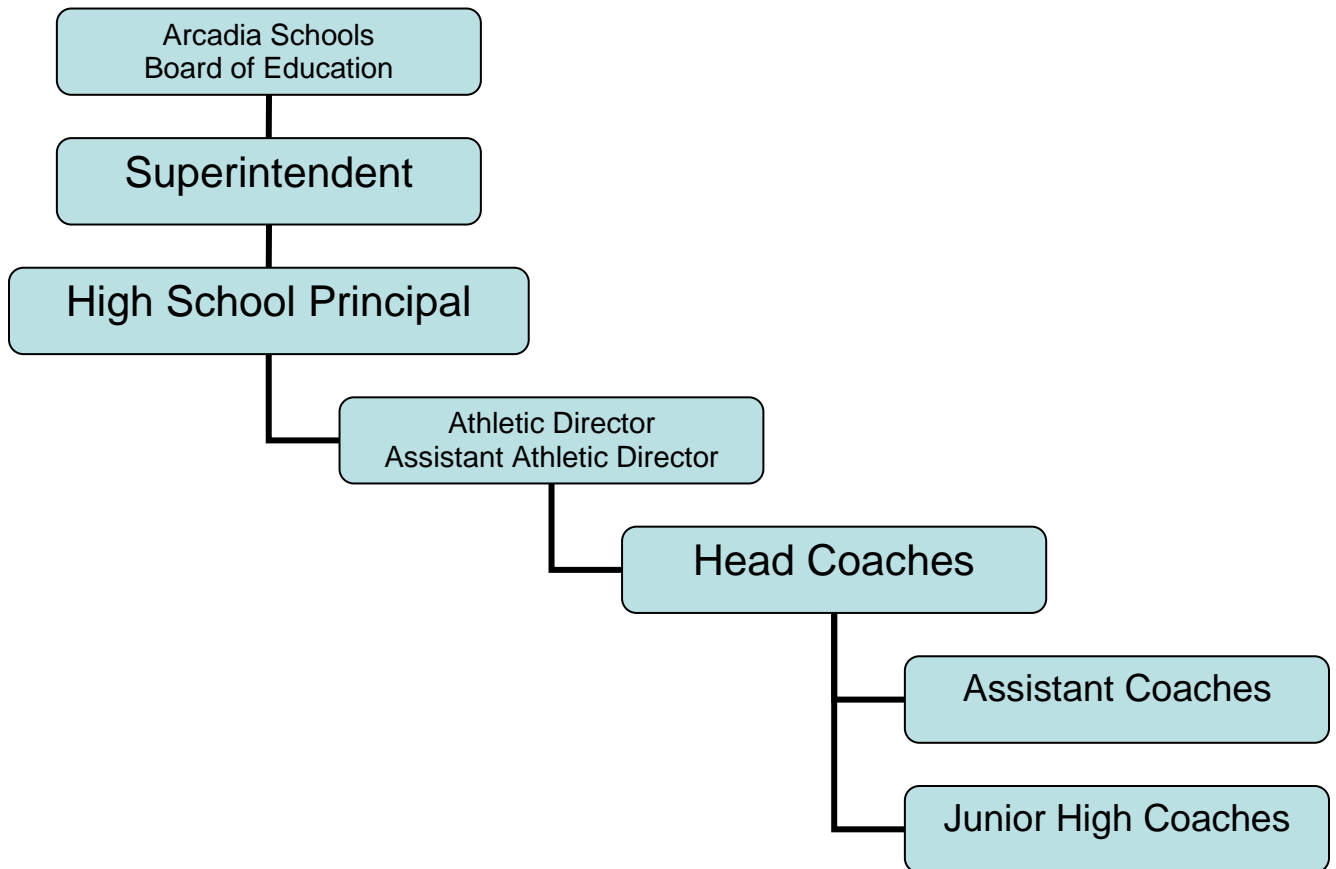 Arcadia Schools
Board of Education
Superintendent
High School Principal
Athletic Director
Assistant Athletic Director
Head Coaches
Assistant Coaches
Junior High Coaches